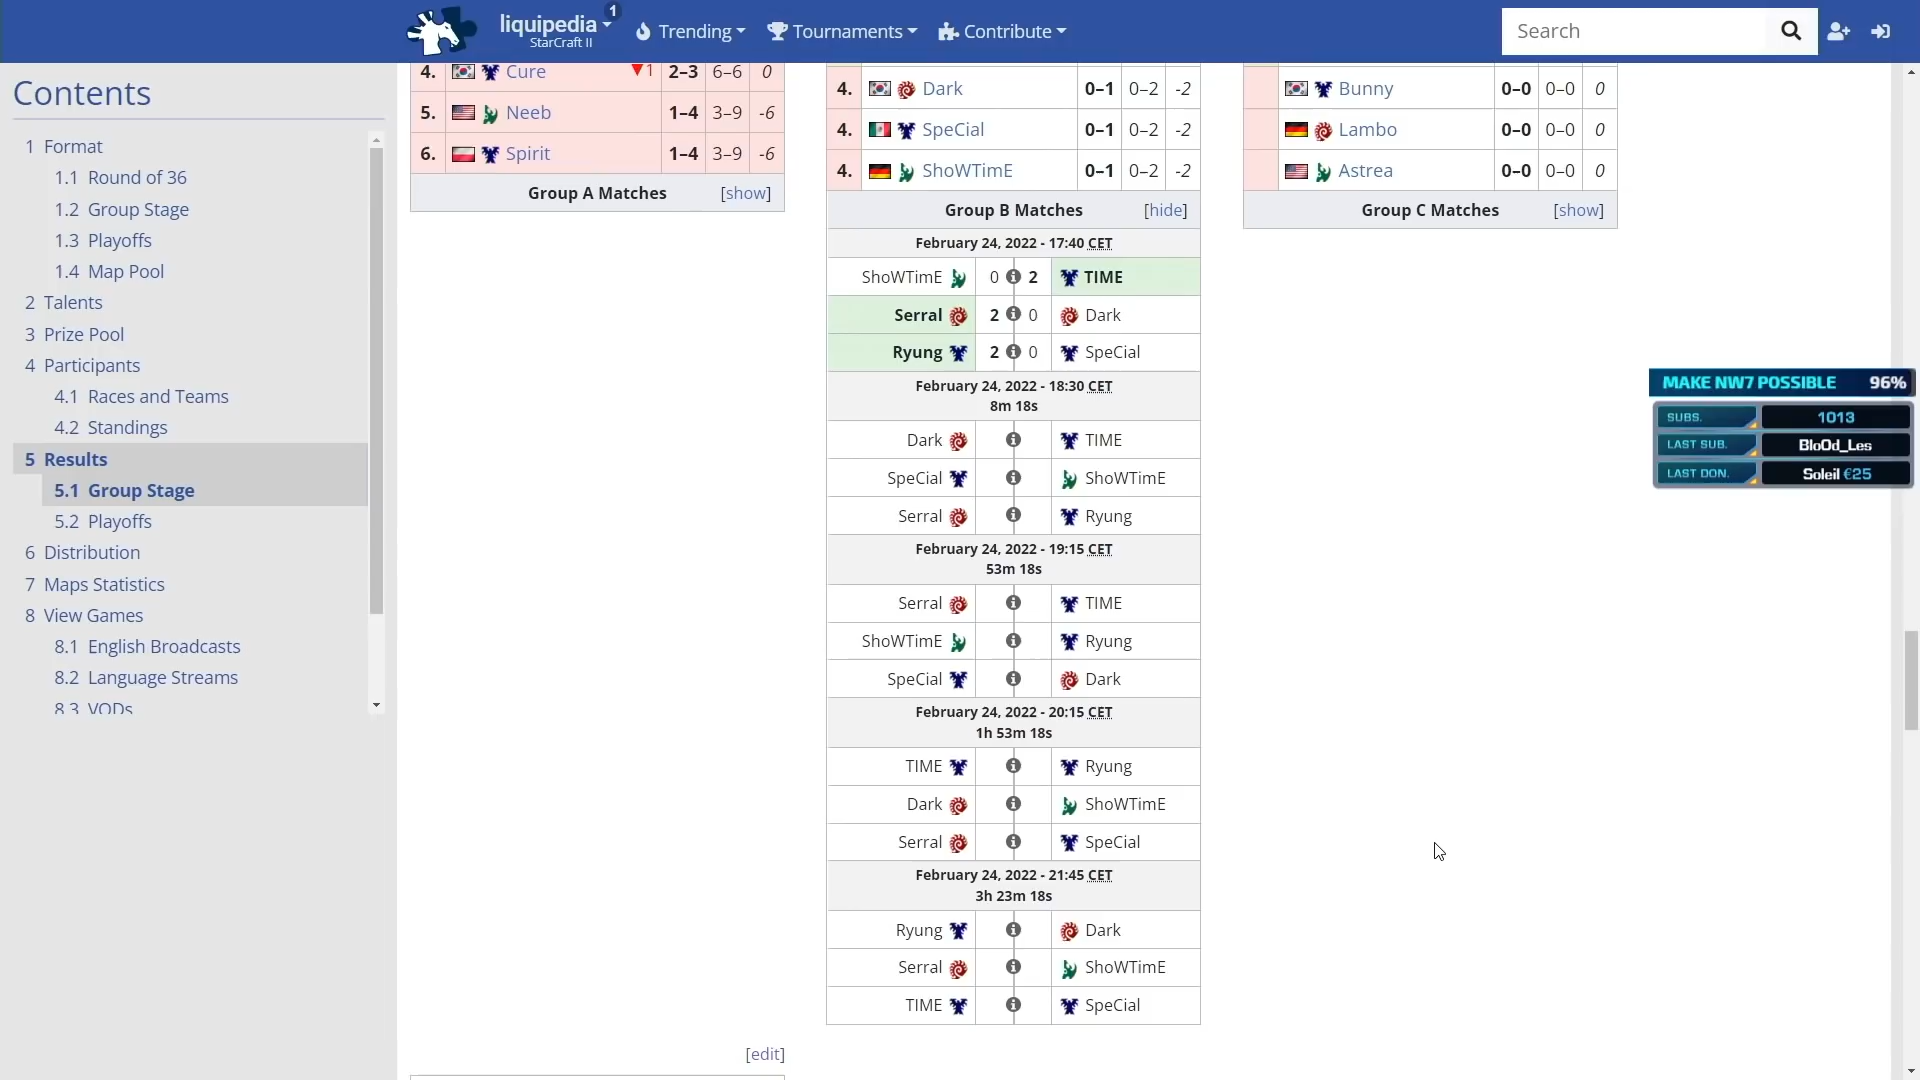 liquipedia 1
StarCraft II
Trending
Tournaments
Contribute
Search
Contents
1 Format
1.1 Round of 36
1.2 Group Stage
1.3 Playoffs
1.4 Map Pool
2 Talents
3 Prize Pool
4 Participants
4.1 Races and Teams
4.2 Standings
5 Results
5.1 Group Stage
5.2 Playoffs
6 Distribution
7 Maps Statistics
8 View Games
8.1 English Broadcasts
8.2 Language Streams
8.3 VODs
4. Cure ▼1 2–3 6–6 0
5. Neeb 1–4 3–9 -6
6. Spirit 1–4 3–9 -6
Group A Matches [show]
4. Dark 0–1 0–2 -2
4. SpeCial 0–1 0–2 -2
4. ShoWTimE 0–1 0–2 -2
Group B Matches [hide]
February 24, 2022 - 17:40 CET
ShoWTimE 0 2 TIME
Serral 2 0 Dark
Ryung 2 0 SpeCial
February 24, 2022 - 18:30 CET
8m 18s
Dark TIME
SpeCial ShoWTimE
Serral Ryung
February 24, 2022 - 19:15 CET
53m 18s
Serral TIME
ShoWTimE Ryung
SpeCial Dark
February 24, 2022 - 20:15 CET
1h 53m 18s
TIME Ryung
Dark ShoWTimE
Serral SpeCial
February 24, 2022 - 21:45 CET
3h 23m 18s
Ryung Dark
Serral ShoWTimE
TIME SpeCial
Bunny 0–0 0–0 0
Lambo 0–0 0–0 0
Astrea 0–0 0–0 0
Group C Matches [show]
MAKE NW7 POSSIBLE 96%
SUBS. 1013
LAST SUB. BloOd_Les
LAST DON. Soleil €25
[edit]